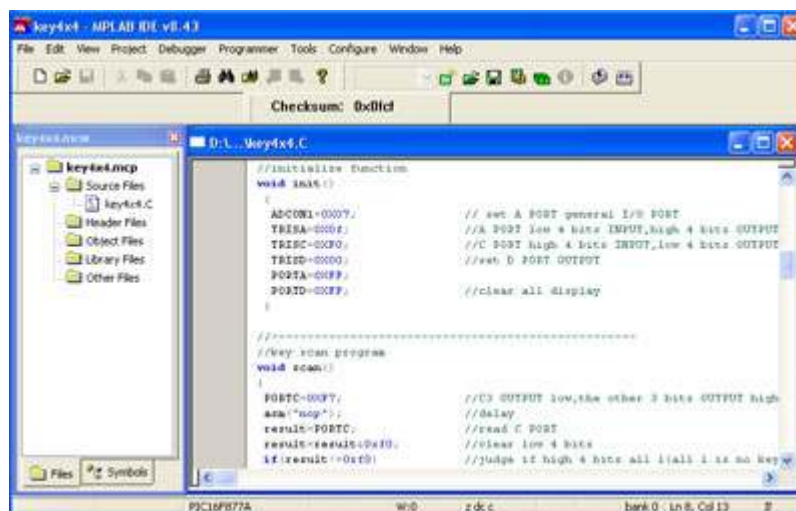 key4x4 - MPLAB IDE v8.43
File Edit View Project Debugger Programmer Tools Configure Window Help
Checksum: 0x0fcf
key4x4.mcw
key4x4.mcp
Source Files
key4x4.C
Header Files
Object Files
Library Files
Other Files
Files Symbols
D:\...\key4x4.C
//initialize function
void init()
{
ADCON1=0X07; // set A PORT general I/O PORT
TRISA=0X0f; //A PORT low 4 bits INPUT,high 4 bits OUTPUT
TRISC=0XF0; //C PORT high 4 bits INPUT,low 4 bits OUTPUT
TRISD=0X00; //set D PORT OUTPUT
PORTA=0XFF;
PORTD=0XFF; //clear all display
}
//----------------------------------------------------
//key scan program
void scan()
{
PORTC=0XF7; //C3 OUTPUT low,the other 3 bits OUTPUT high
asm("nop"); //delay
result=PORTC; //read C PORT
result=result&0xf0; //clear low 4 bits
if(result!=0xf0) //judge if high 4 bits all 1(all 1 is no key
PIC16F877A W:0 z dc c bank 0 Ln 8, Col 13